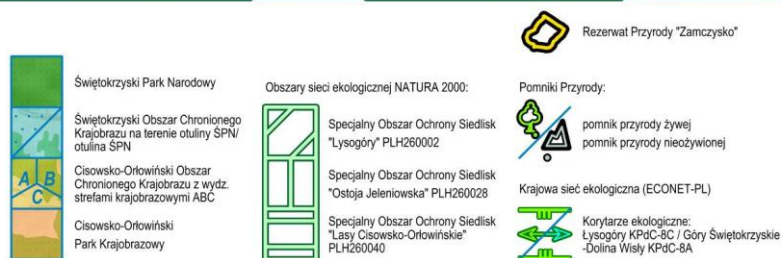 Świętokrzyski Park Narodowy
Świętokrzyski Obszar Chronionego
Krajobrazu na terenie otuliny ŚPN/
otulina ŚPN
A B
C
Cisowsko-Orłowiński Obszar
Chronionego Krajobrazu z wydz.
strefami krajobrazowymi ABC
Cisowsko-Orłowiński
Park Krajobrazowy
Obszary sieci ekologicznej NATURA 2000:
Specjalny Obszar Ochrony Siedlisk
"Lysogóry" PLH260002
Specjalny Obszar Ochrony Siedlisk
"Ostoja Jeleniowska" PLH260028
Specjalny Obszar Ochrony Siedlisk
"Lasy Cisowsko-Orłowińskie"
PLH260040
Rezerwat Przyrody "Zamczysko"
Pomniki Przyrody:
pomnik przyrody żywej
pomnik przyrody nieożywionej
Krajowa sieć ekologiczna (ECONET-PL)
Korytarze ekologiczne:
Łysogóry KPdC-8C / Góry Świętokrzyskie
-Dolina Wisły KPdC-8A